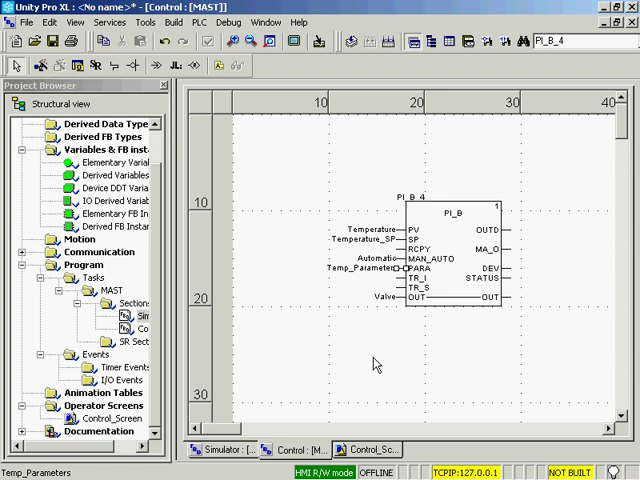 Unity Pro XL : <No name>* - [Control : [MAST]]
File Edit View Services Tools Build PLC Debug Window Help
PI_B_4
Project Browser
Structural view
Derived Data Type
Derived FB Types
Variables & FB inst
Elementary Variab
Derived Variables
Device DDT Varia
IO Derived Variab
Elementary FB In
Derived FB Instan
Motion
Communication
Program
Tasks
MAST
Sections
Sim
Co
SR Sect
Events
Timer Events
I/O Events
Animation Tables
Operator Screens
Control_Screen
Documentation
10 20 30 40
10
20
30
PI_B_4
1
PI_B
Temperature PV OUTD
Temperature_SP SP
RCPY MA_O
Automatic MAN_AUTO
Temp_Parameter PARA DEV
TR_I STATUS
TR_S
Valve OUT OUT
Simulator : [... Control : [M... Control_Sc...
Temp_Parameters HMI R/W mode OFFLINE TCPIP:127.0.0.1 NOT BUILT